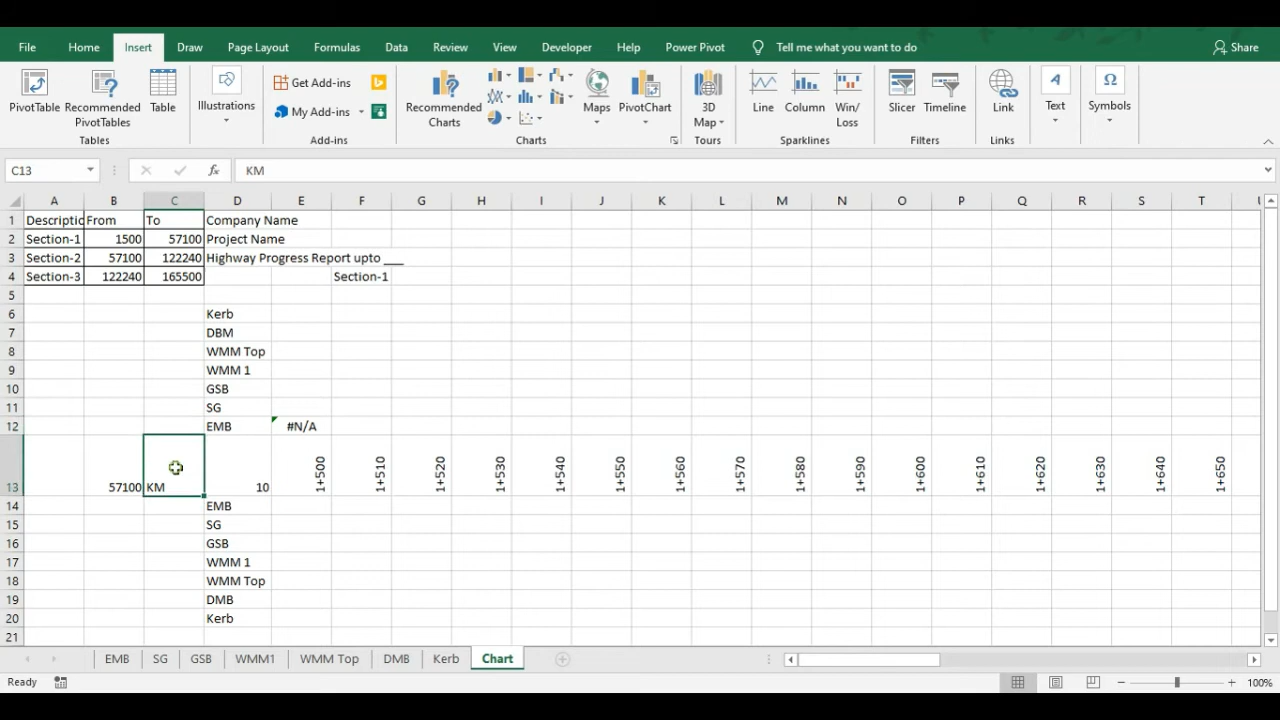 File Home Insert Draw Page Layout Formulas Data Review View Developer Help Power Pivot Tell me what you want to do Share
PivotTable Recommended PivotTables Table Illustrations Get Add-ins My Add-ins Recommended Charts Maps PivotChart 3D Map Line Column Win/Loss Slicer Timeline Link Text Symbols
Tables Add-ins Charts Tours Sparklines Filters Links
C13 fx KM
A B C D E F G H I J K L M N O P Q R S T U
1 Descriptic From To Company Name
2 Section-1 1500 57100 Project Name
3 Section-2 57100 122240 Highway Progress Report upto ___
4 Section-3 122240 165500 Section-1
5
6 Kerb
7 DBM
8 WMM Top
9 WMM 1
10 GSB
11 SG
12 EMB #N/A
13 57100 KM 10 1+500 1+510 1+520 1+530 1+540 1+550 1+560 1+570 1+580 1+590 1+600 1+610 1+620 1+630 1+640 1+650
14 EMB
15 SG
16 GSB
17 WMM 1
18 WMM Top
19 DMB
20 Kerb
21
EMB SG GSB WMM1 WMM Top DMB Kerb Chart
Ready 100%